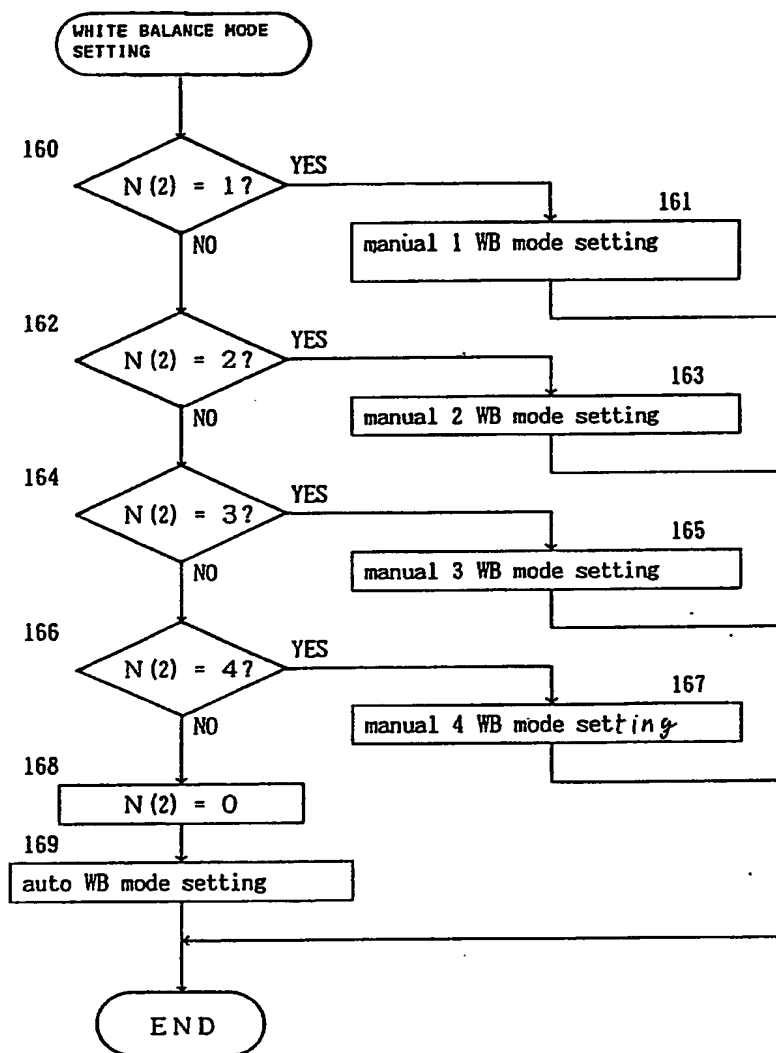 WHITE BALANCE MODE
SETTING
160
N(2) = 1?
YES
NO
161
manual 1 WB mode setting
162
N(2) = 2?
YES
NO
163
manual 2 WB mode setting
164
N(2) = 3?
YES
NO
165
manual 3 WB mode setting
166
N(2) = 4?
YES
NO
167
manual 4 WB mode setting
168
N(2) = 0
169
auto WB mode setting
END